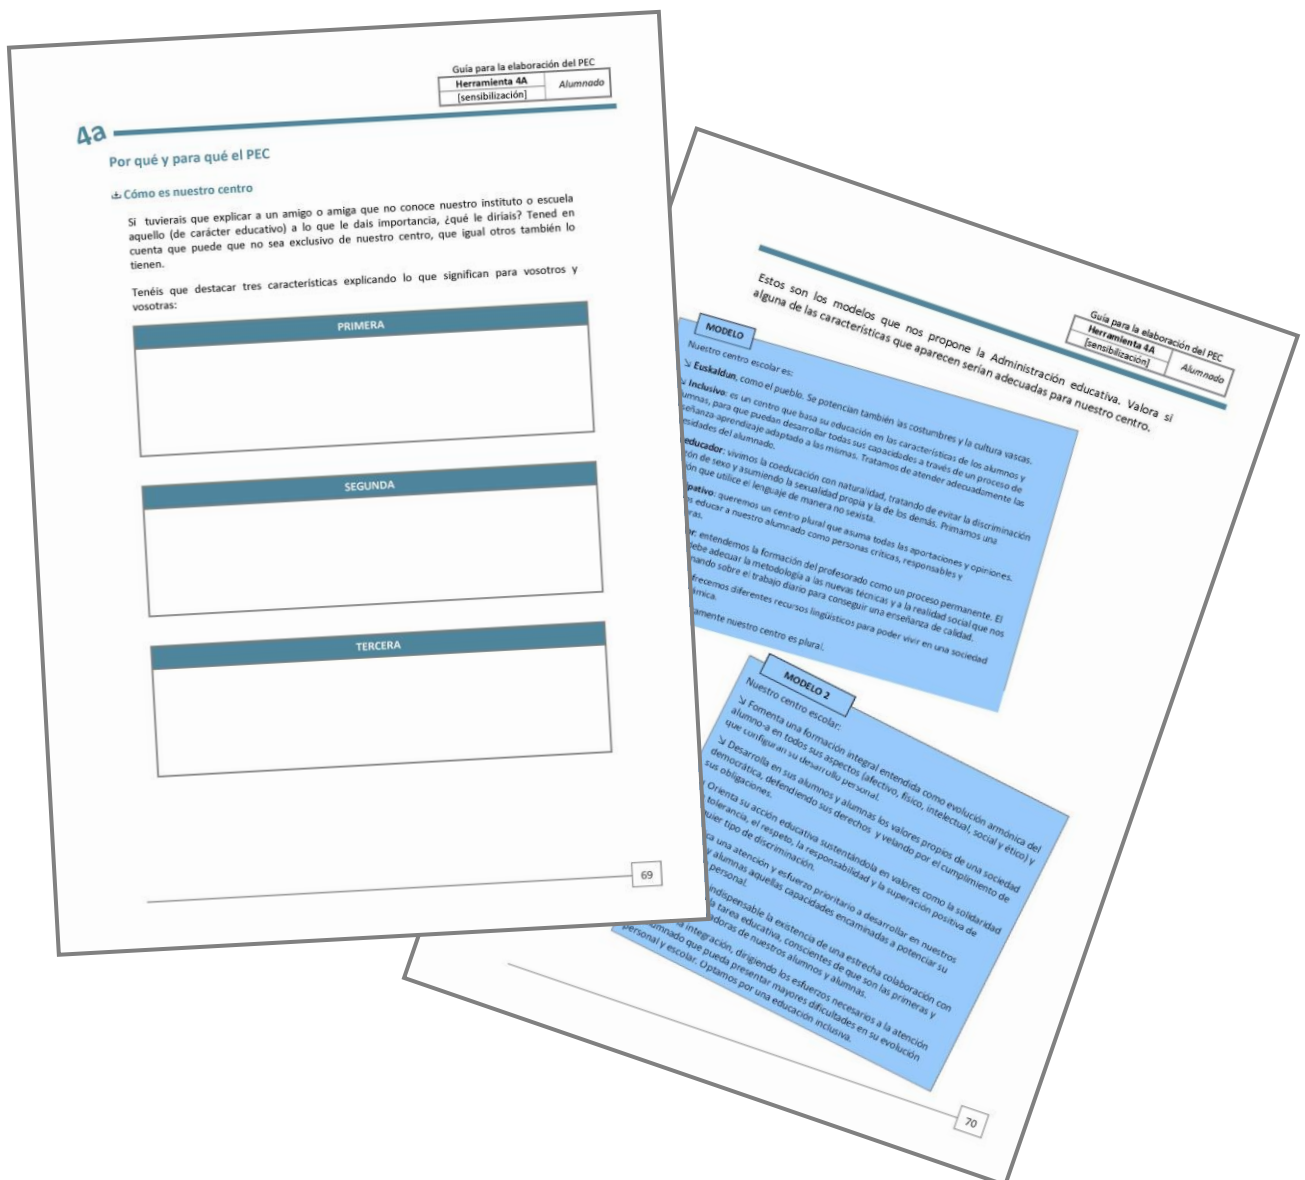 Guía para la elaboración del PEC
Herramienta 4A
[sensibilización]
Alumnado
4a
Por qué y para qué el PEC
Cómo es nuestro centro
Si tuvierais que explicar a un amigo o amiga que no conoce nuestro instituto o escuela
aquello (de carácter educativo) a lo que le dais importancia, ¿qué le diríais? Tened en
cuenta que puede que no sea exclusivo de nuestro centro, que igual otros también lo
tienen.
Tenéis que destacar tres características explicando lo que significan para vosotros y
vosotras:
PRIMERA
SEGUNDA
TERCERA
69
Guía para la elaboración del PEC
Herramienta 4A
[sensibilización]
Alumnado
Estos son los modelos que nos propone la Administración educativa. Valora si
alguna de las características que aparecen serían adecuadas para nuestro centro.
MODELO
Nuestro centro escolar es:
↘ Euskaldun, como el pueblo. Se potencian también las costumbres y la cultura vascas.
↘ Inclusivo: es un centro que basa su educación en las características de los alumnos y
umnas, para que puedan desarrollar todas sus capacidades a través de un proceso de
señanza-aprendizaje adaptado a las mismas. Tratamos de atender adecuadamente las
esidades del alumnado.
educador: vivimos la coeducación con naturalidad, tratando de evitar la discriminación
ón de sexo y asumiendo la sexualidad propia y la de los demás. Primamos una
ón que utilice el lenguaje de manera no sexista.
pativo: queremos un centro plural que asuma todas las aportaciones y opiniones.
s educar a nuestro alumnado como personas críticas, responsables y
ras.
or: entendemos la formación del profesorado como un proceso permanente. El
ebe adecuar la metodología a las nuevas técnicas y a la realidad social que nos
nando sobre el trabajo diario para conseguir una enseñanza de calidad.
frecemos diferentes recursos lingüísticos para poder vivir en una sociedad
ámica.
amente nuestro centro es plural.
MODELO 2
Nuestro centro escolar:
↘ Fomenta una formación integral entendida como evolución armónica del
alumno-a en todos sus aspectos (afectivo, físico, intelectual, social y ético) y
que configuran su desarrollo personal.
↘ Desarrolla en sus alumnos y alumnas los valores propios de una sociedad
democrática, defendiendo sus derechos y velando por el cumplimiento de
sus obligaciones.
Orienta su acción educativa sustentándola en valores como la solidaridad
tolerancia, el respeto, la responsabilidad y la superación positiva de
uier tipo de discriminación.
ca una atención y esfuerzo prioritario a desarrollar en nuestros
y alumnas aquellas capacidades encaminadas a potenciar su
personal.
indispensable la existencia de una estrecha colaboración con
la tarea educativa, conscientes de que son las primeras y
doras de nuestros alumnos y alumnas.
a integración, dirigiendo los esfuerzos necesarios a la atención
umnado que pueda presentar mayores dificultades en su evolución
personal y escolar. Optamos por una educación inclusiva.
70